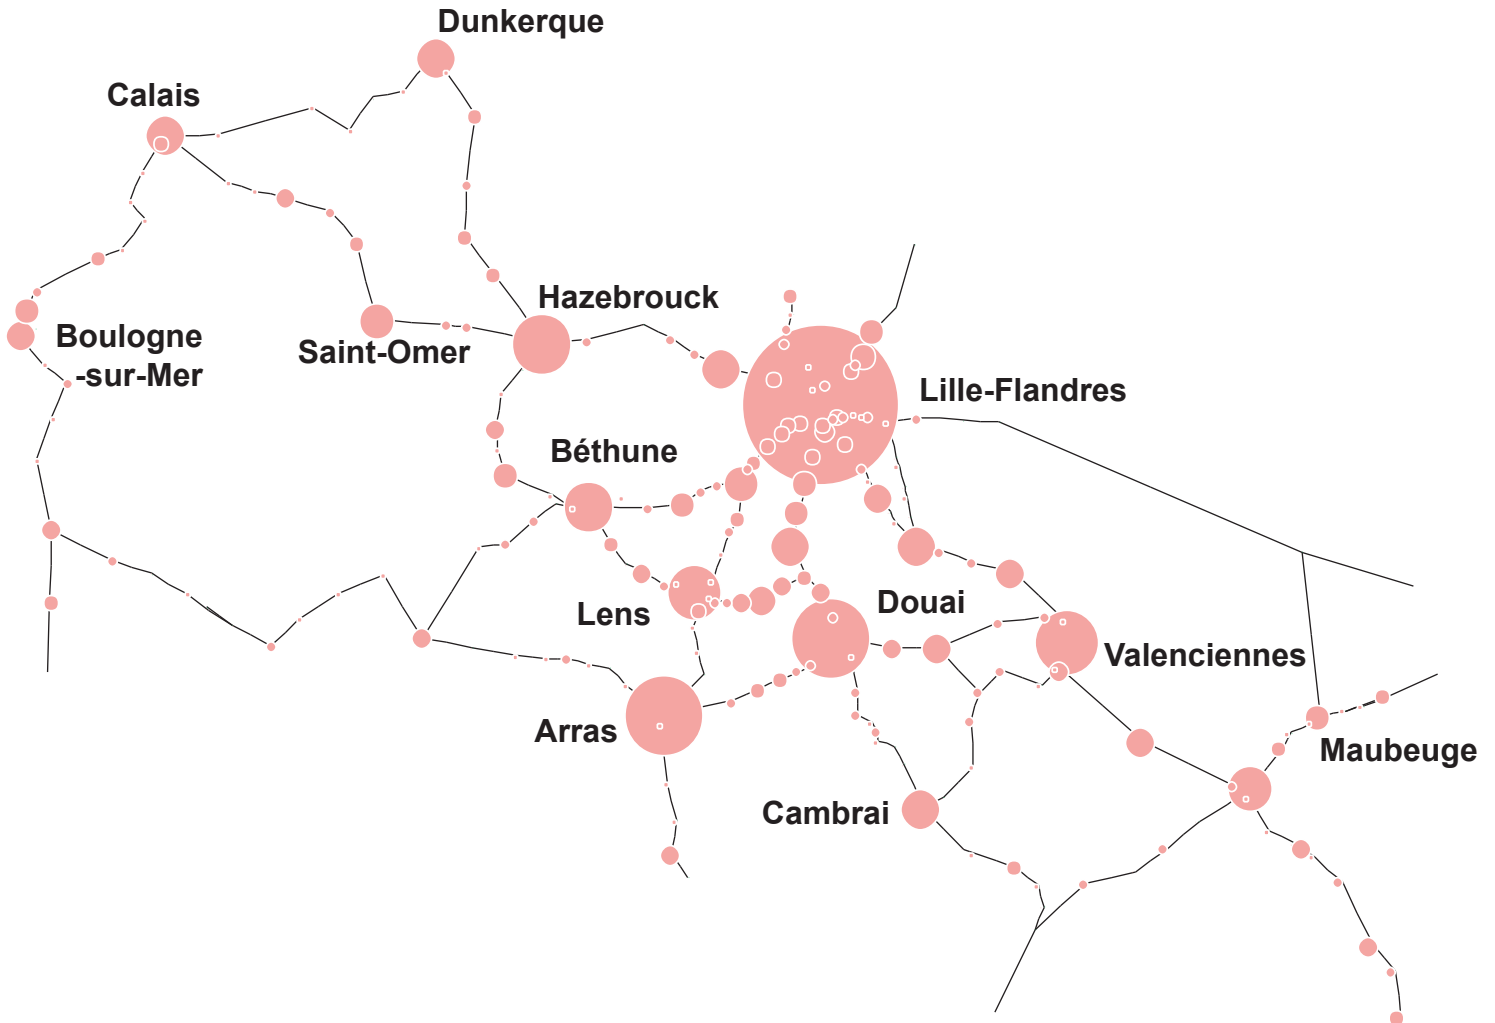 Dunkerque
Calais
Hazebrouck
Boulogne
-sur-Mer
Saint-Omer
Lille-Flandres
Béthune
Lens
Douai
Valenciennes
Arras
Maubeuge
Cambrai